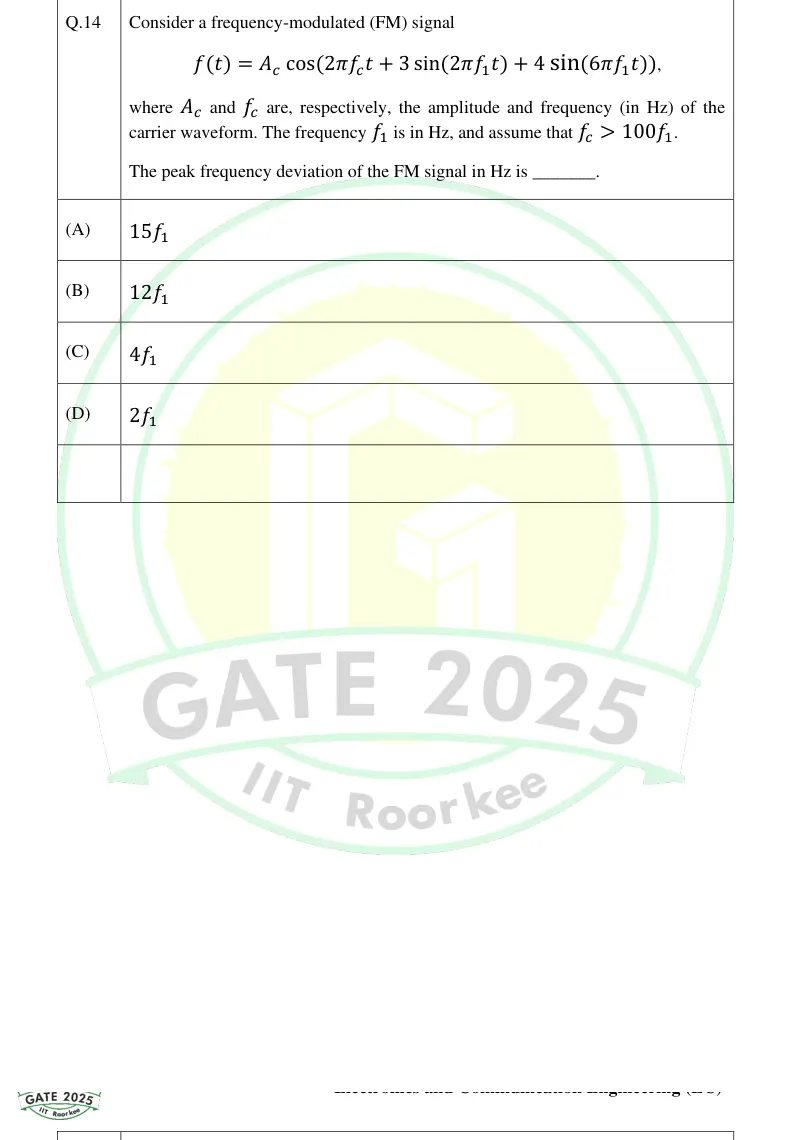 Q.14 Consider a frequency-modulated (FM) signal
f(t) = A_c cos(2πf_ct + 3 sin(2πf_1t) + 4 sin(6πf_1t)),
where A_c and f_c are, respectively, the amplitude and frequency (in Hz) of the
carrier waveform. The frequency f_1 is in Hz, and assume that f_c > 100f_1.
The peak frequency deviation of the FM signal in Hz is _______.
(A) 15f_1
(B) 12f_1
(C) 4f_1
(D) 2f_1
GATE 2025
IIT Roorkee
GATE 2025
IIT Roorkee